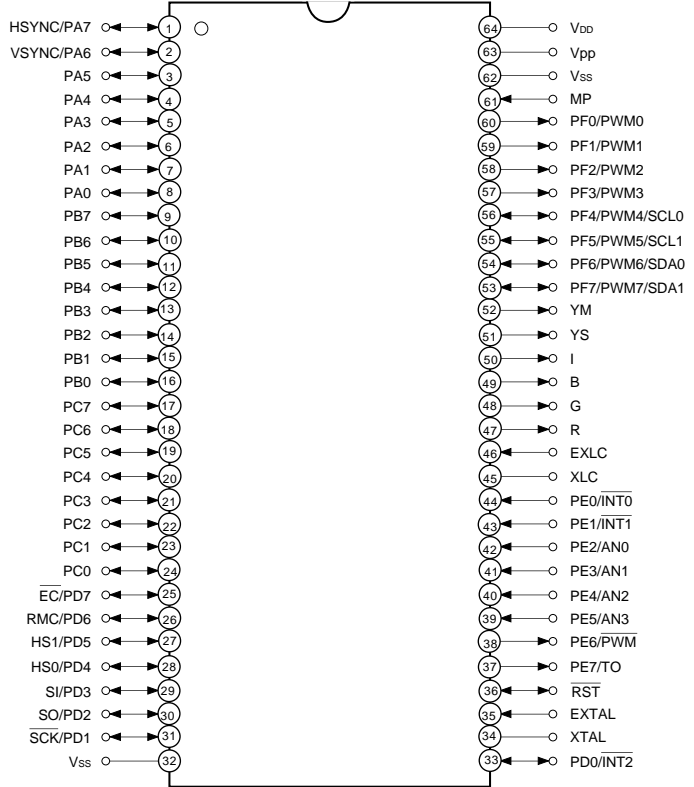 HSYNC/PA7 1 64 VDD
VSYNC/PA6 2 63 Vpp
PA5 3 62 Vss
PA4 4 61 MP
PA3 5 60 PF0/PWM0
PA2 6 59 PF1/PWM1
PA1 7 58 PF2/PWM2
PA0 8 57 PF3/PWM3
PB7 9 56 PF4/PWM4/SCL0
PB6 10 55 PF5/PWM5/SCL1
PB5 11 54 PF6/PWM6/SDA0
PB4 12 53 PF7/PWM7/SDA1
PB3 13 52 YM
PB2 14 51 YS
PB1 15 50 I
PB0 16 49 B
PC7 17 48 G
PC6 18 47 R
PC5 19 46 EXLC
PC4 20 45 XLC
PC3 21 44 PE0/INT0
PC2 22 43 PE1/INT1
PC1 23 42 PE2/AN0
PC0 24 41 PE3/AN1
EC/PD7 25 40 PE4/AN2
RMC/PD6 26 39 PE5/AN3
HS1/PD5 27 38 PE6/PWM
HS0/PD4 28 37 PE7/TO
SI/PD3 29 36 RST
SO/PD2 30 35 EXTAL
SCK/PD1 31 34 XTAL
Vss 32 33 PD0/INT2